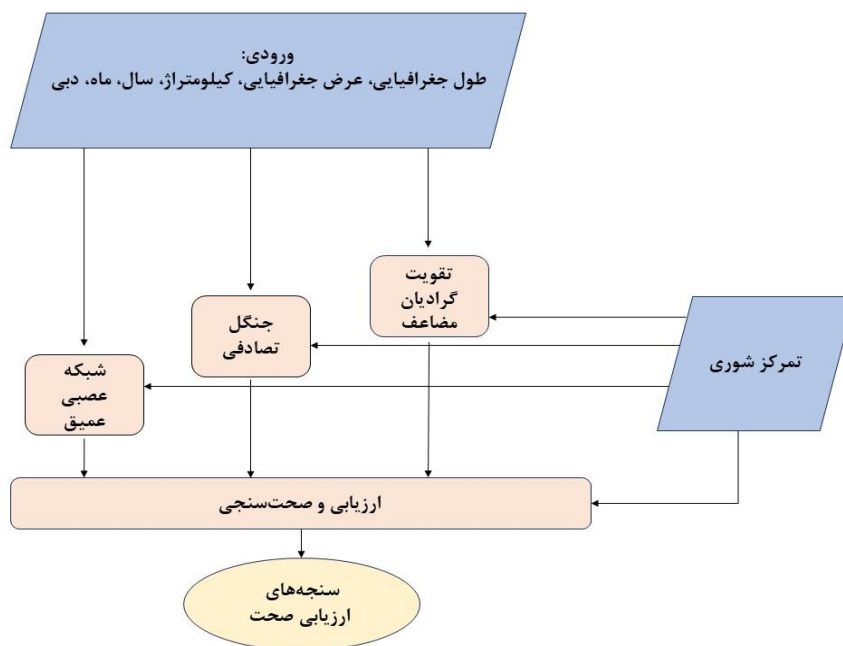 ورودی:
طول جغرافیایی، عرض جغرافیایی، کیلومتراژ، سال، ماه، دبی
تقویت
گرادیان
مضاعف
جنگل
تصادفی
شبکه
عصبی
عمیق
تمرکز شوری
ارزیابی و صحت‌سنجی
سنجه‌های
ارزیابی صحت